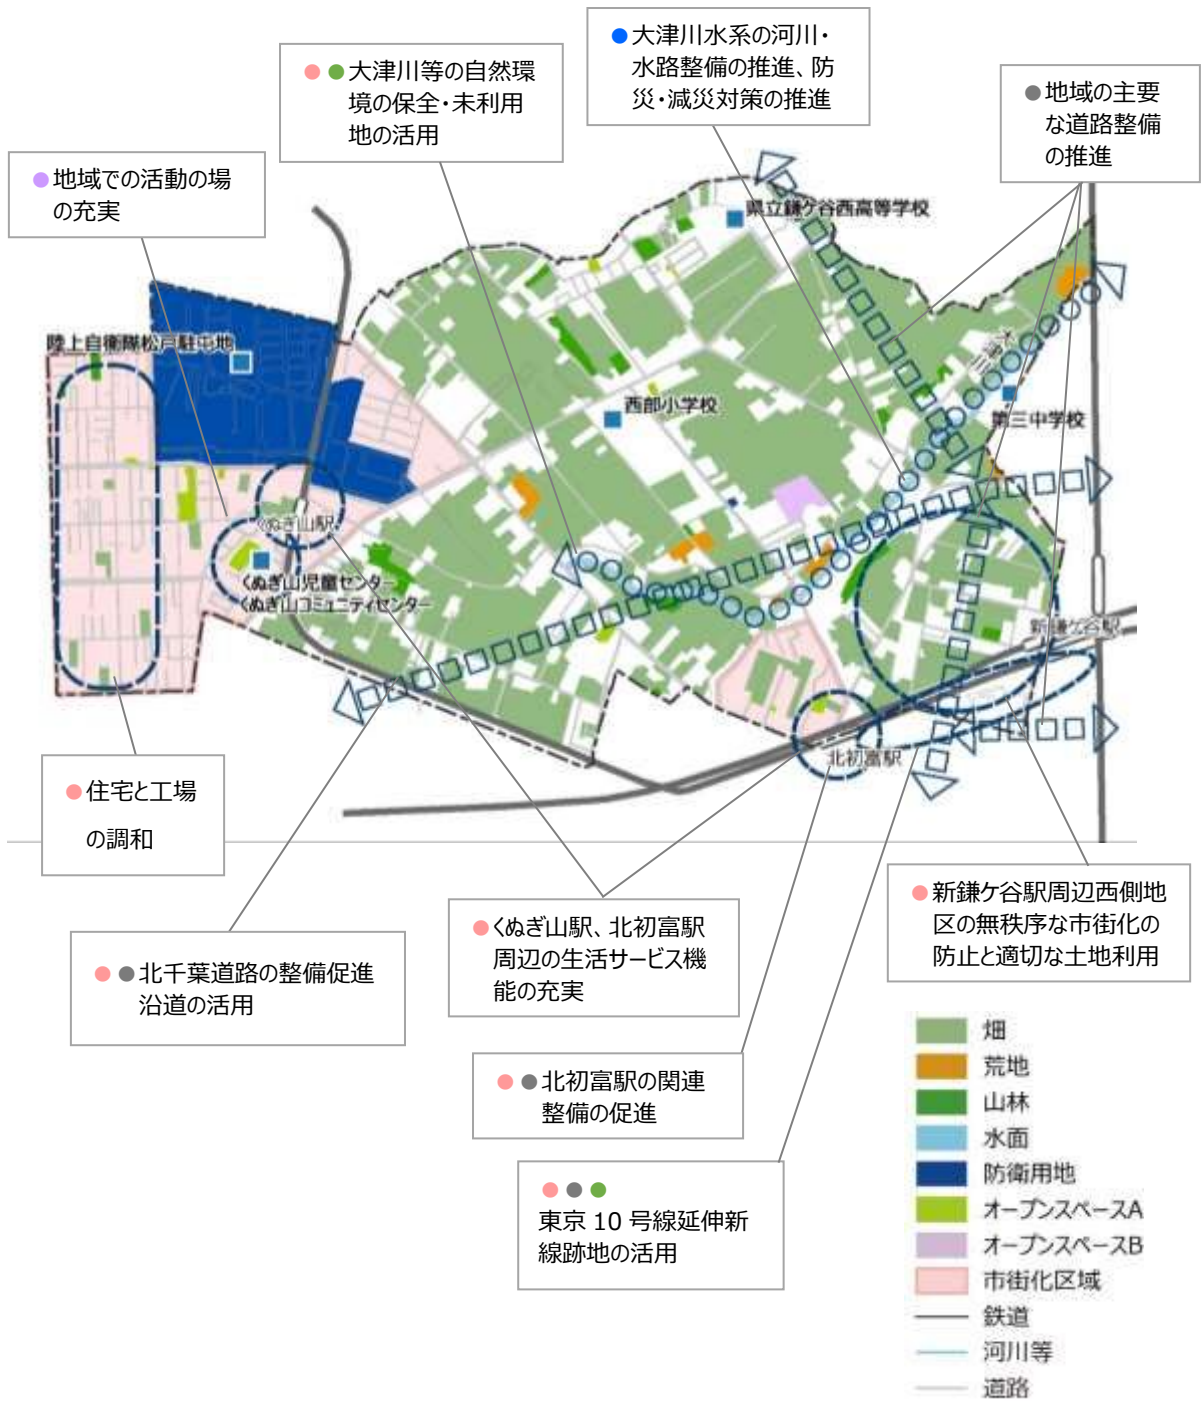 ●大津川水系の河川・
水路整備の推進、防
災・減災対策の推進
●●大津川等の自然環
境の保全・未利用
地の活用
●地域の主要
な道路整備
の推進
●地域での活動の場
の充実
県立鎌ケ谷西高等学校
陸上自衛隊松戸駐屯地
大津川
西部小学校
第三中学校
くぬぎ山駅
くぬぎ山児童センター
くぬぎ山コミュニティセンター
新鎌ケ谷駅
北初富駅
●住宅と工場
の調和
●くぬぎ山駅、北初富駅
周辺の生活サービス機
能の充実
●新鎌ケ谷駅周辺西側地
区の無秩序な市街化の
防止と適切な土地利用
●●北千葉道路の整備促進
沿道の活用
●●北初富駅の関連
整備の促進
●●●
東京 10 号線延伸新
線跡地の活用
畑
荒地
山林
水面
防衛用地
オープンスペースA
オープンスペースB
市街化区域
鉄道
河川等
道路